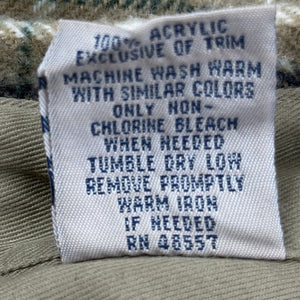 100% ACRYLIC
EXCLUSIVE OF TRIM
MACHINE WASH WARM
WITH SIMILAR COLORS
ONLY NON-
CHLORINE BLEACH
WHEN NEEDED
TUMBLE DRY LOW
REMOVE PROMPTLY
WARM IRON
IF NEEDED
RN 48557